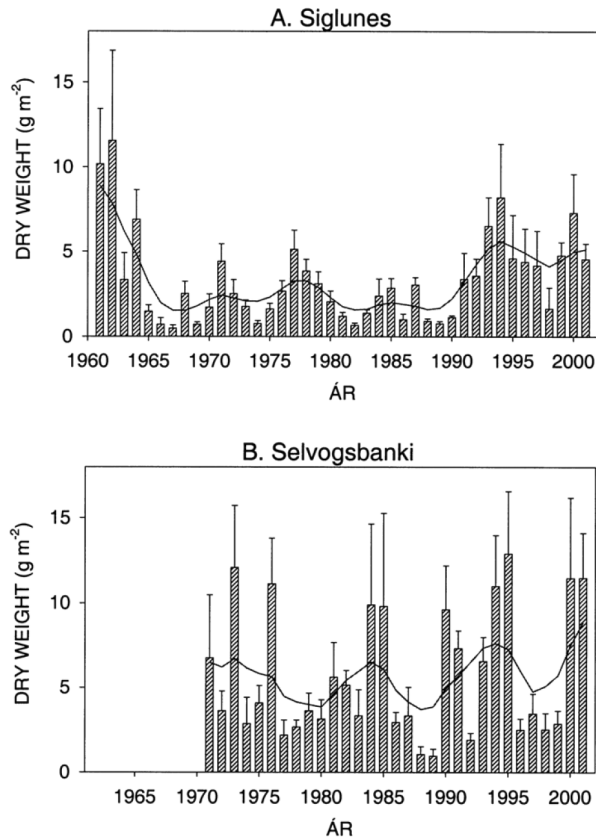 A. Siglunes
DRY WEIGHT (g m-2)
15
10
5
0
1960 1965 1970 1975 1980 1985 1990 1995 2000
ÁR
B. Selvogsbanki
DRY WEIGHT (g m-2)
15
10
5
0
1965 1970 1975 1980 1985 1990 1995 2000
ÁR